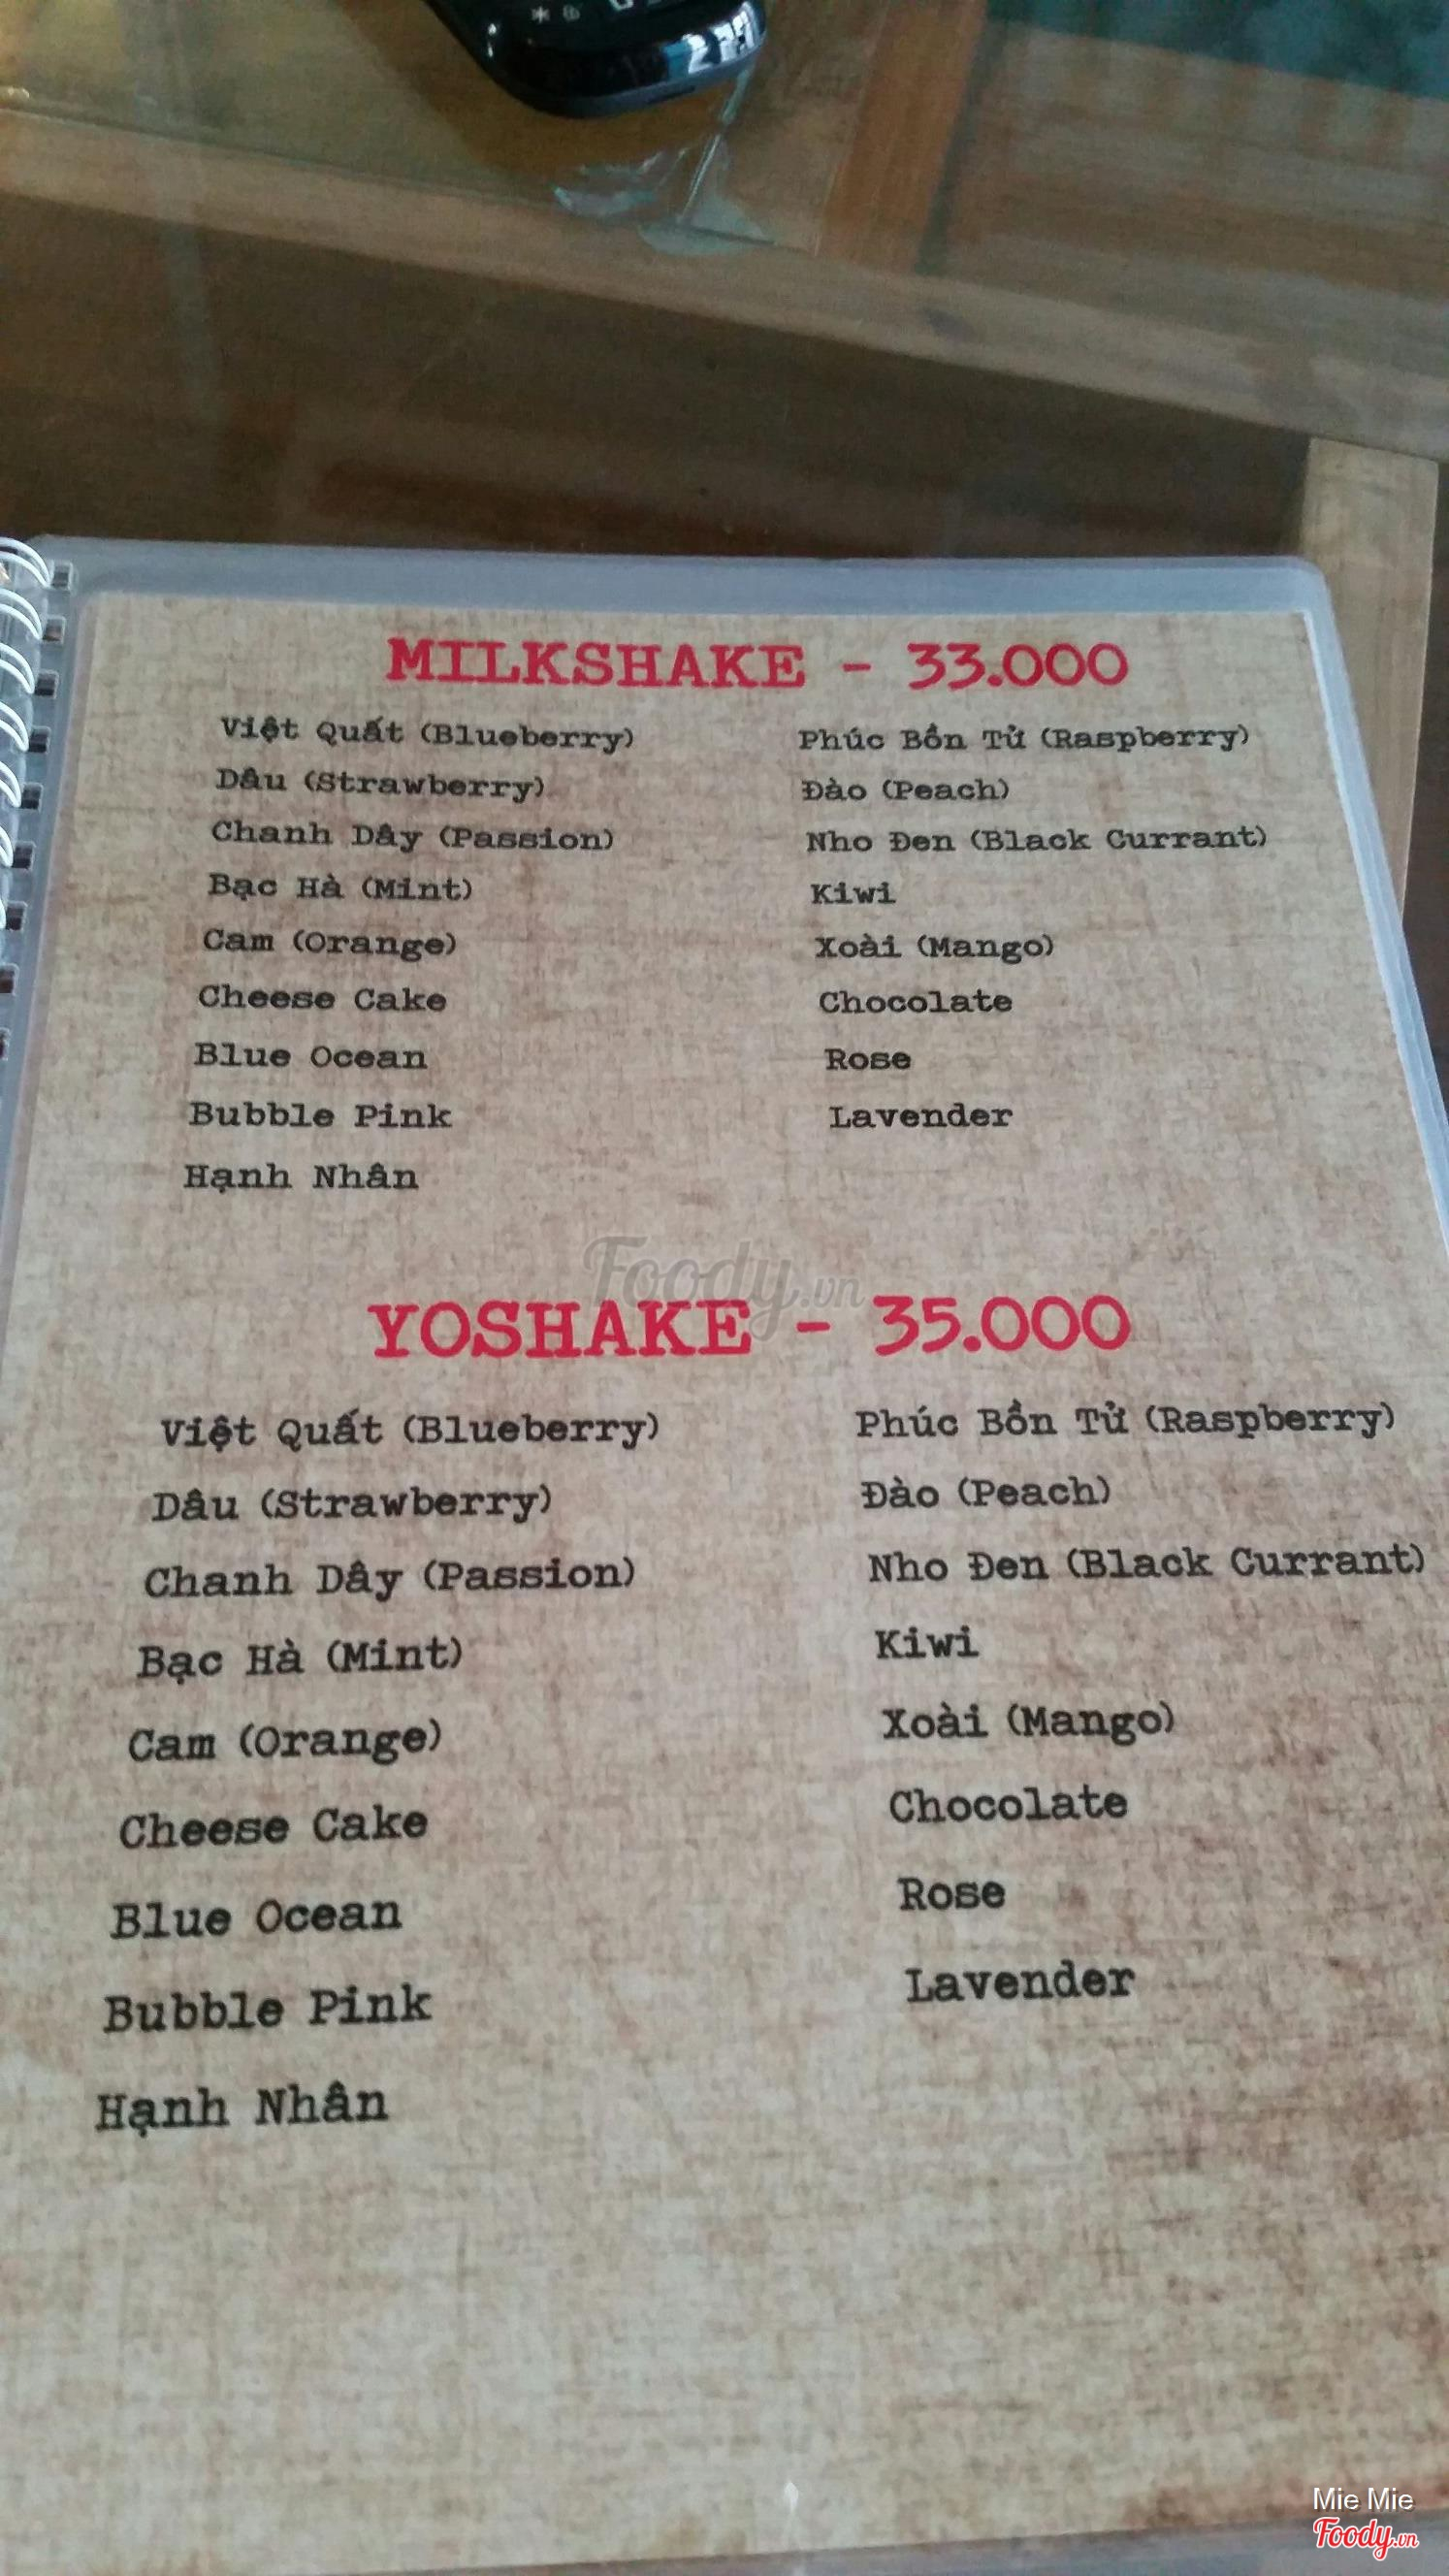 MILKSHAKE - 33.000
Việt Quất (Blueberry)
Dâu (Strawberry)
Chanh Dây (Passion)
Bạc Hà (Mint)
Cam (Orange)
Cheese Cake
Blue Ocean
Bubble Pink
Hạnh Nhân
Phúc Bồn Tử (Raspberry)
Đào (Peach)
Nho Đen (Black Currant)
Kiwi
Xoài (Mango)
Chocolate
Rose
Lavender
Foody.vn
YOSHAKE - 35.000
Việt Quất (Blueberry)
Dâu (Strawberry)
Chanh Dây (Passion)
Bạc Hà (Mint)
Cam (Orange)
Cheese Cake
Blue Ocean
Bubble Pink
Hạnh Nhân
Phúc Bồn Tử (Raspberry)
Đào (Peach)
Nho Đen (Black Currant)
Kiwi
Xoài (Mango)
Chocolate
Rose
Lavender
Mie Mie
Foody.vn